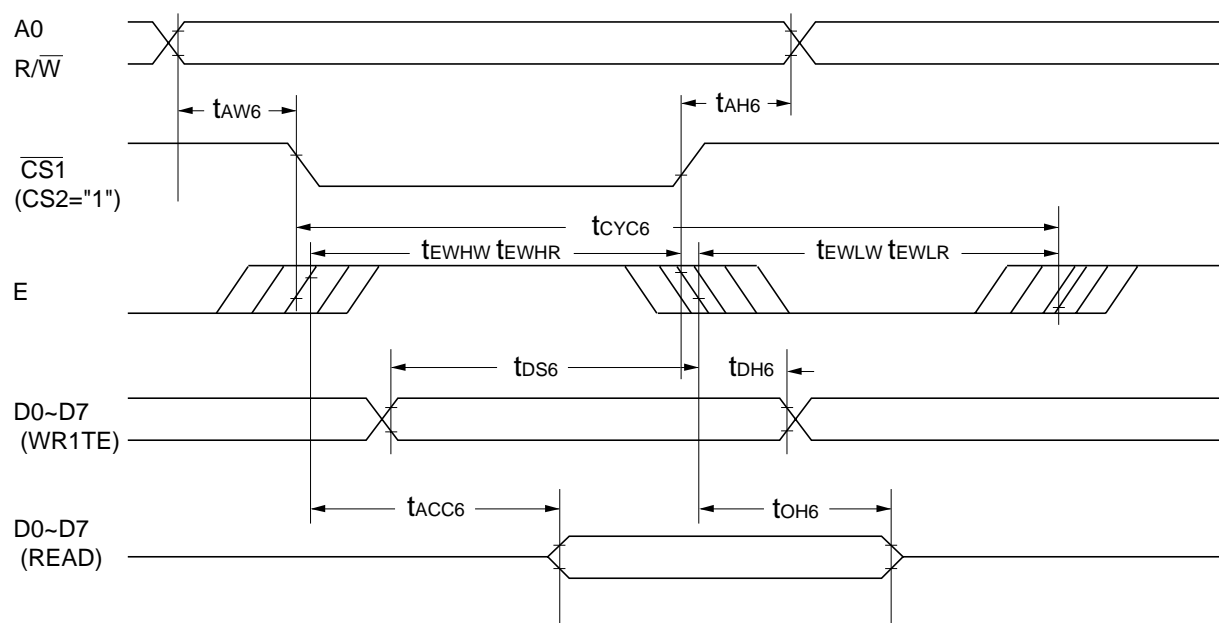 A0
R/W̅
tAW6
tAH6
C̅S̅1̅
(CS2="1")
tCYC6
tEWHW tEWHR
tEWLW tEWLR
E
tDS6
tDH6
D0~D7
(WR1TE)
tACC6
tOH6
D0~D7
(READ)